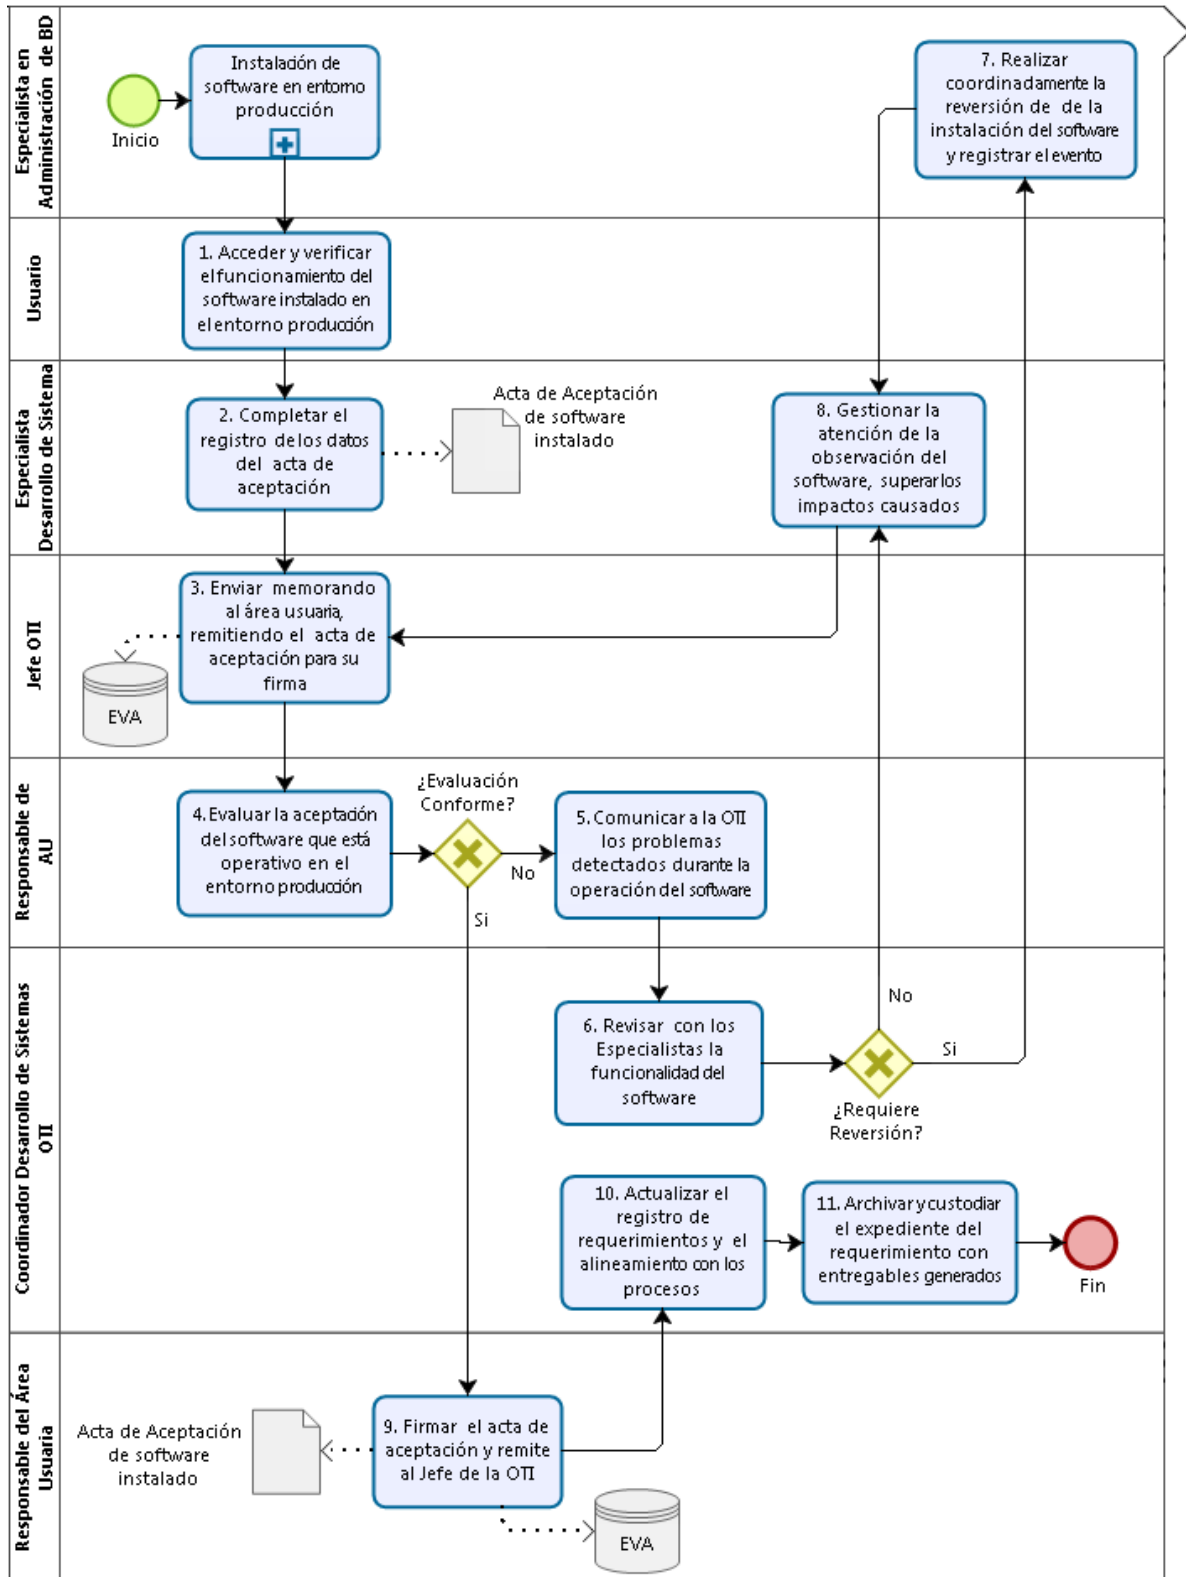 Especialista en
Administración de BD
Inicio
Instalación de
software en entorno
producción
7. Realizar
coordinadamente la
reversión de de la
instalación del software
y registrar el evento
Usuario
1. Acceder y verificar
el funcionamiento del
software instalado en
el entorno producción
Especialista
Desarrollo de Sistema
2. Completar el
registro de los datos
del acta de
aceptación
Acta de Aceptación
de software
instalado
8. Gestionar la
atención de la
observación del
software, superar los
impactos causados
Jefe OTI
3. Enviar memorando
al área usuaria,
remitiendo el acta de
aceptación para su
firma
EVA
Responsable de
AU
4. Evaluar la aceptación
del software que está
operativo en el
entorno producción
¿Evaluación
Conforme?
No
Si
5. Comunicar a la OTI
los problemas
detectados durante la
operación del software
Coordinador Desarrollo de Sistemas
OTI
6. Revisar con los
Especialistas la
funcionalidad del
software
No
Si
¿Requiere
Reversión?
10. Actualizar el
registro de
requerimientos y el
alineamiento con los
procesos
11. Archivar y custodiar
el expediente del
requerimiento con
entregables generados
Fin
Responsable del Área
Usuaria
Acta de Aceptación
de software
instalado
9. Firmar el acta de
aceptación y remite
al Jefe de la OTI
EVA